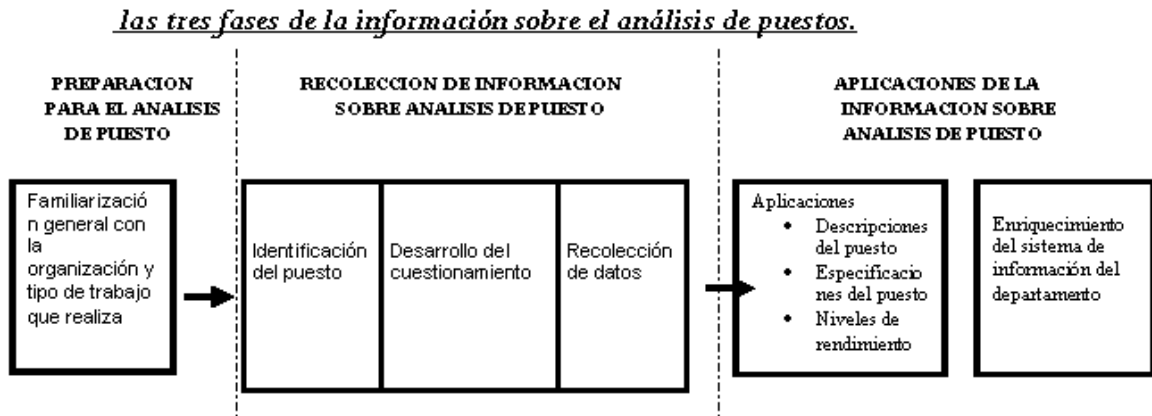 las tres fases de la información sobre el análisis de puestos.
PREPARACION
PARA EL ANALISIS
DE PUESTO
RECOLECCION DE INFORMACION
SOBRE ANALISIS DE PUESTO
APLICACIONES DE LA
INFORMACION SOBRE
ANALISIS DE PUESTO
Familiarizació
n general con
la
organización y
tipo de trabajo
que realiza
Identificación
del puesto
Desarrollo del
cuestionamiento
Recolección
de datos
Aplicaciones
• Descripciones
del puesto
• Especificacio
nes del puesto
• Niveles de
rendimiento
Enriquecimiento
del sistema de
información del
departamento